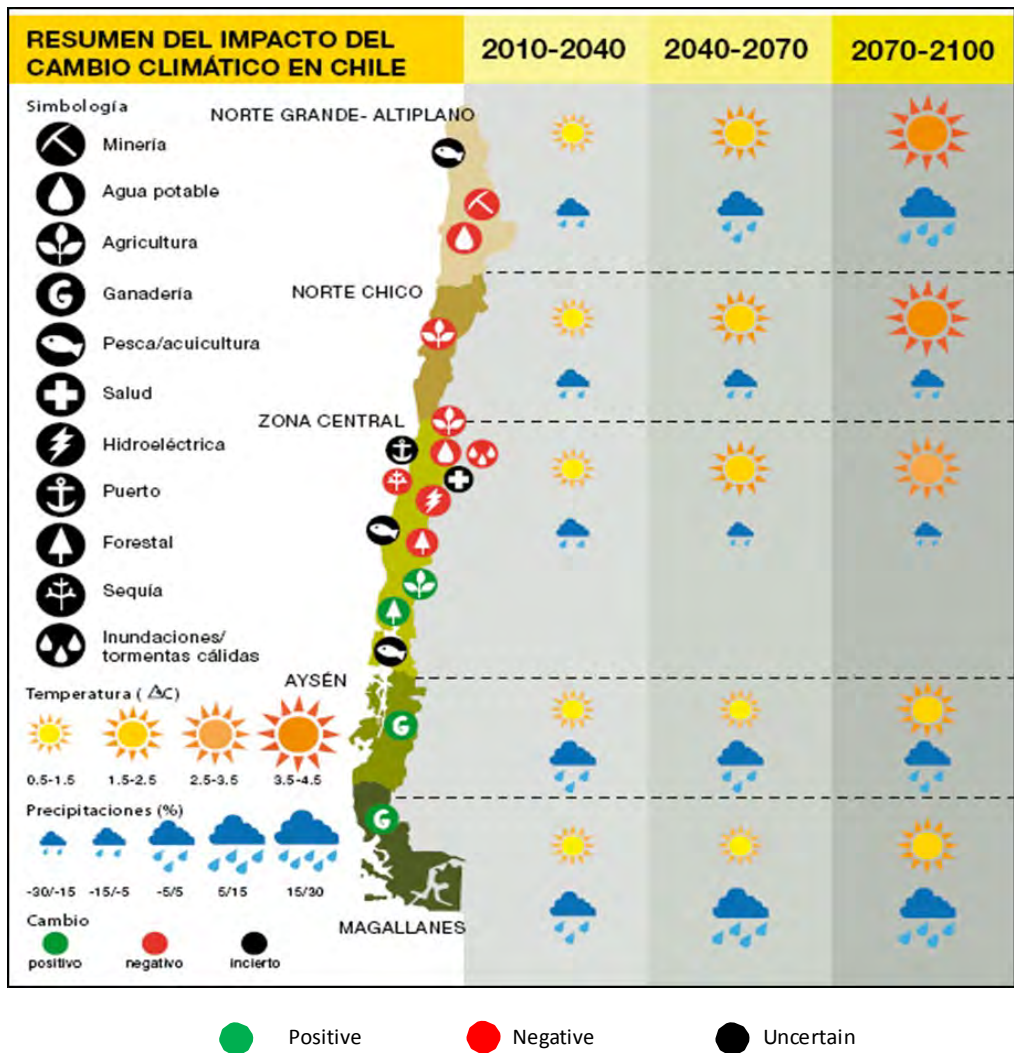 RESUMEN DEL IMPACTO DEL
CAMBIO CLIMÁTICO EN CHILE
2010-2040
2040-2070
2070-2100
Simbología
Minería
Agua potable
Agricultura
Ganadería
Pesca/acuicultura
Salud
Hidroeléctrica
Puerto
Forestal
Sequía
Inundaciones/
tormentas cálidas
NORTE GRANDE- ALTIPLANO
NORTE CHICO
ZONA CENTRAL
AYSÉN
MAGALLANES
Temperatura ( ΔC)
0.5-1.5
1.5-2.5
2.5-3.5
3.5-4.5
Precipitaciones (%)
-30/-15
-15/-5
-5/5
5/15
15/30
Cambio
positivo
negativo
incierto
Positive
Negative
Uncertain